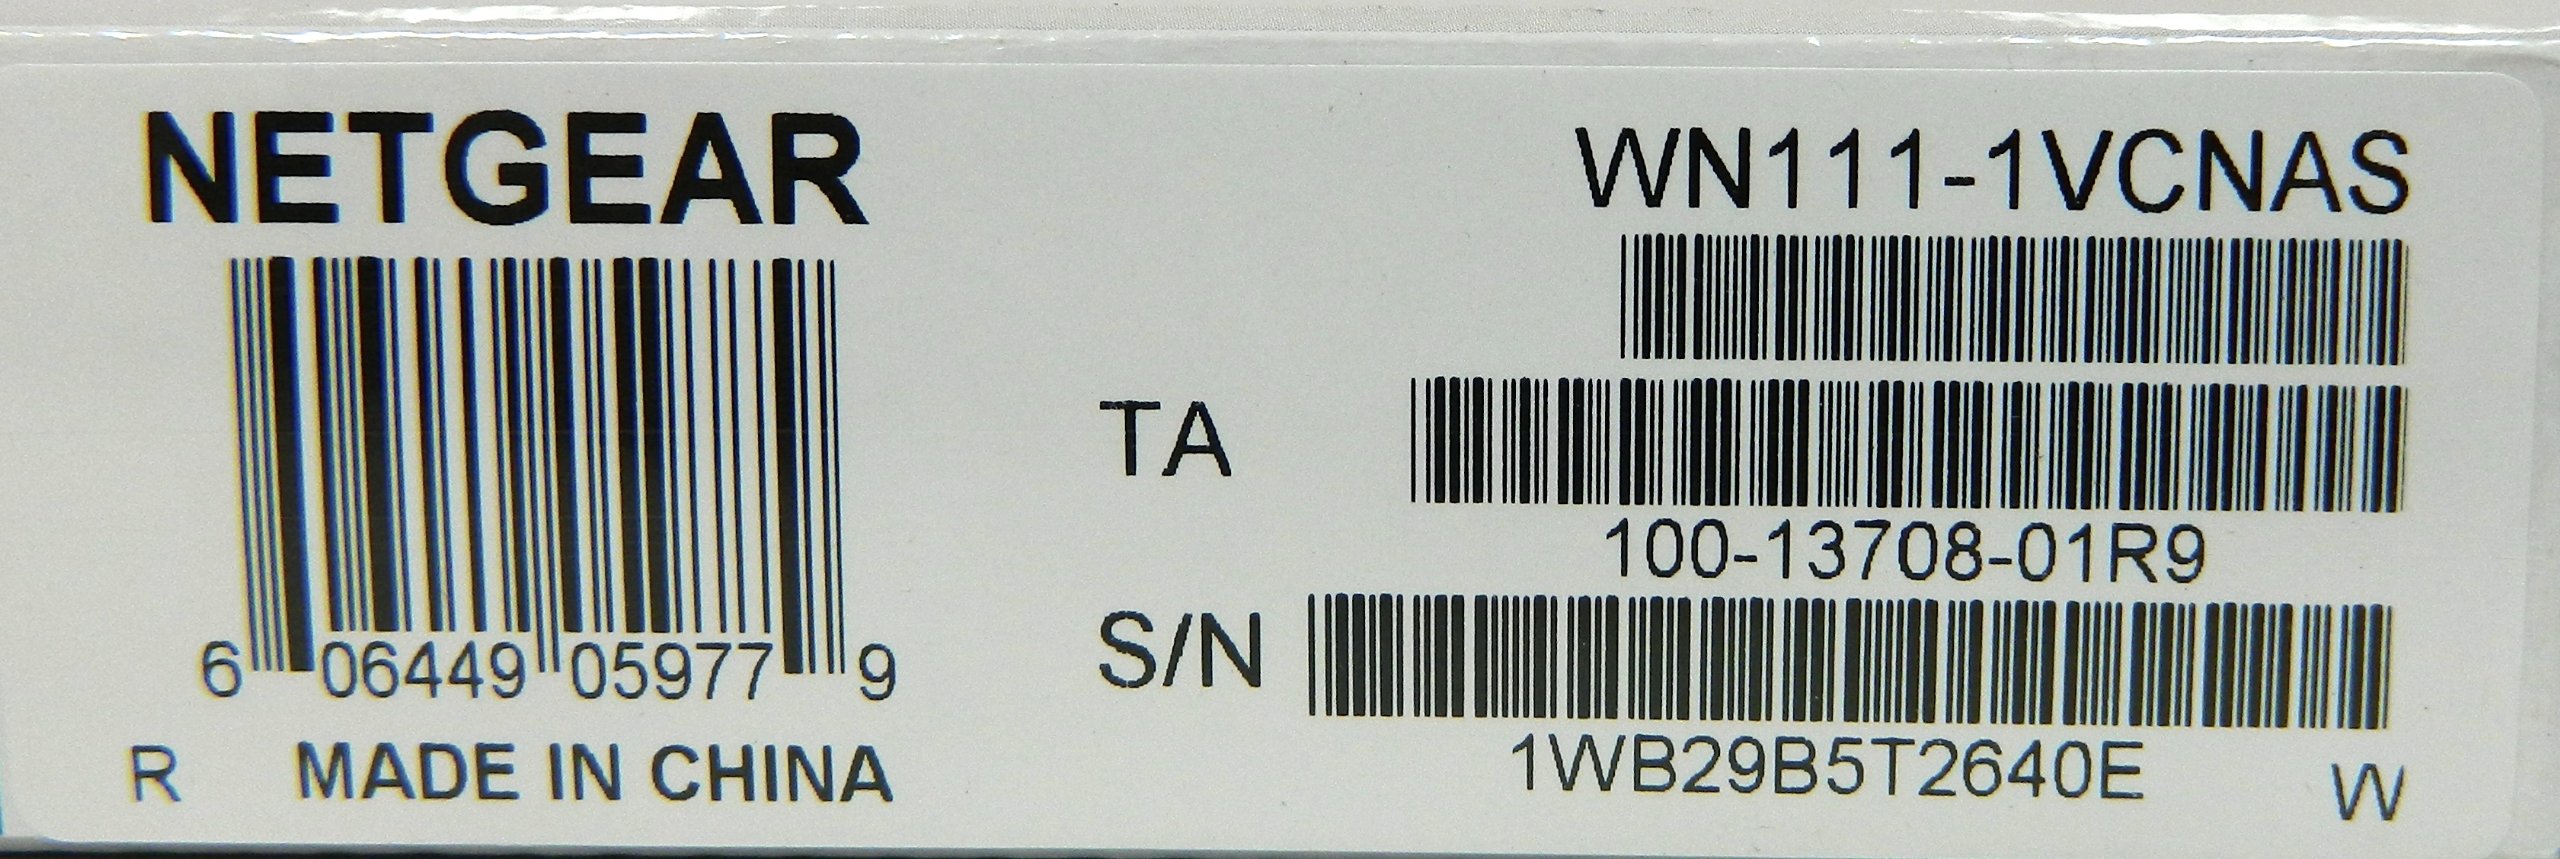 NETGEAR
6 06449 05977 9
R MADE IN CHINA
WN111-1VCNAS
TA
100-13708-01R9
S/N
1WB29B5T2640E W